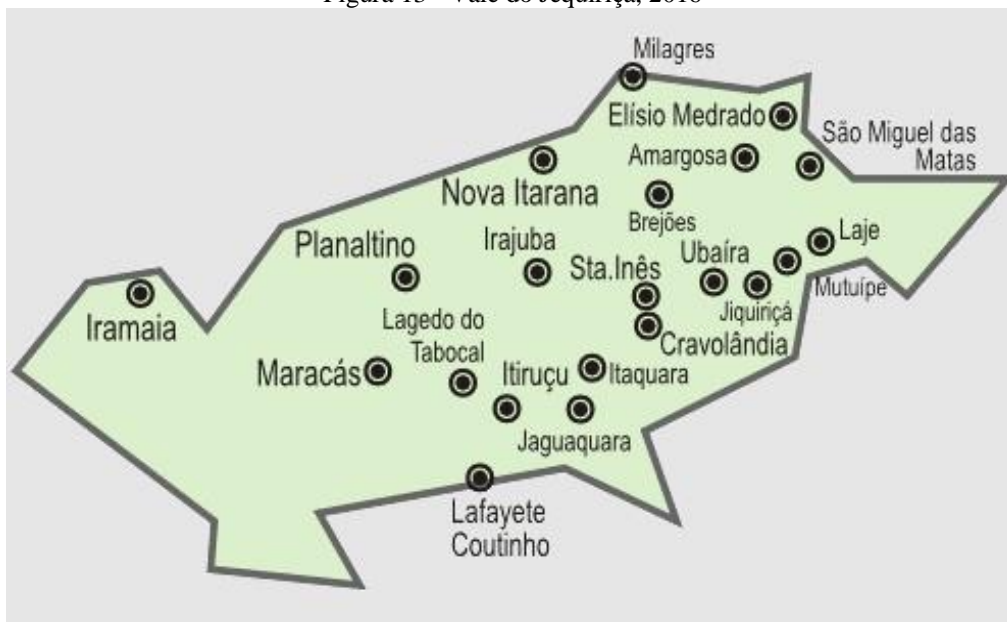 Figura 13 - Vale do Jequiriçá, 2018
Milagres
Elísio Medrado
São Miguel das
Matas
Amargosa
Nova Itarana
Brejões
Laje
Planaltino
Irajuba
Ubaíra
Sta.Inês
Mutuípe
Jiquiriçá
Iramaia
Lagedo do
Tabocal
Cravolândia
Maracás
Itiruçu
Itaquara
Jaguaquara
Lafayete
Coutinho